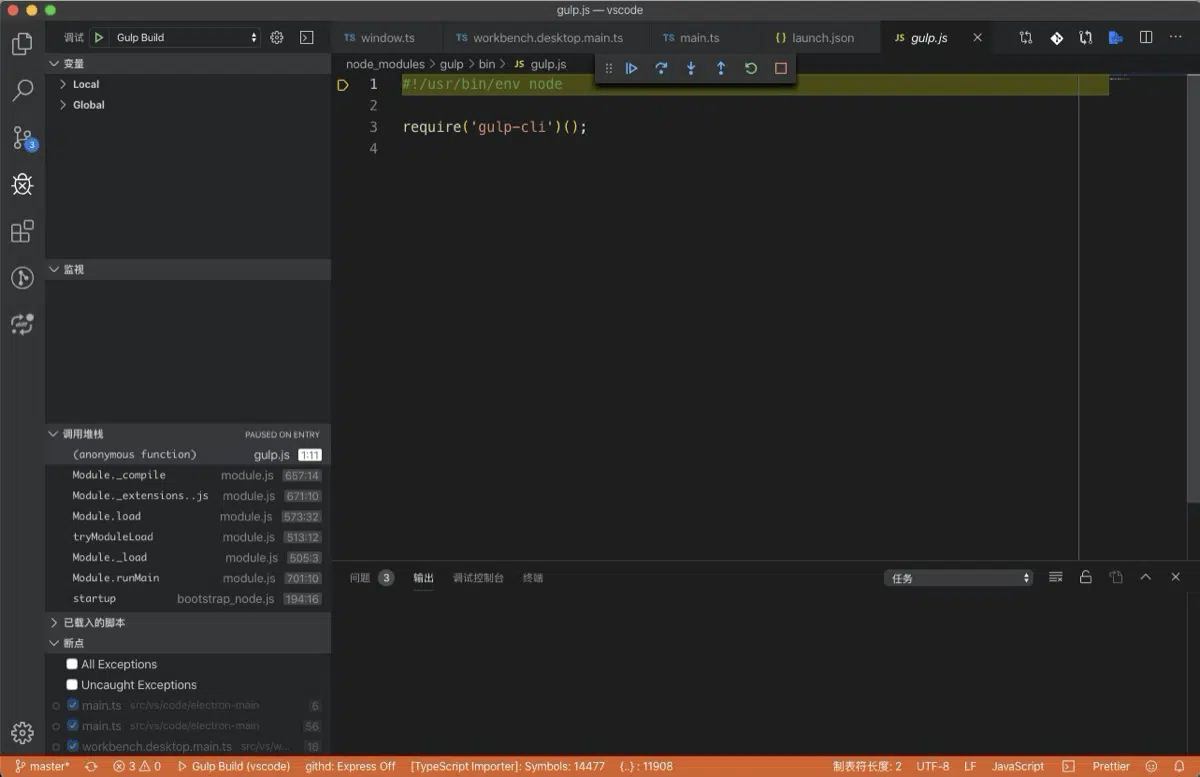 gulp.js — vscode
调试 Gulp Build
window.ts workbench.desktop.main.ts main.ts launch.json gulp.js
TS TS TS {} JS
变量
Local
Global
node_modules > gulp > bin > JS gulp.js
1 #!/usr/bin/env node
2
3 require('gulp-cli')();
4
3
监视
调用堆栈 PAUSED ON ENTRY
(anonymous function) gulp.js 1:11
Module._compile module.js 657:14
Module._extensions..js module.js 671:10
Module.load module.js 573:32
tryModuleLoad module.js 513:12
Module._load module.js 505:3
Module.runMain module.js 701:10
startup bootstrap_node.js 194:16
已载入的脚本
断点
All Exceptions
Uncaught Exceptions
main.ts src/vs/code/electron-main 6
main.ts src/vs/code/electron-main 56
workbench.desktop.main.ts src/vs/w... 18
问题 3 输出 调试控制台 终端 任务
master* 3 0 Gulp Build (vscode) githd: Express Off [TypeScript Importer]: Symbols: 14477 {..} : 11908 制表符长度: 2 UTF-8 LF JavaScript Prettier